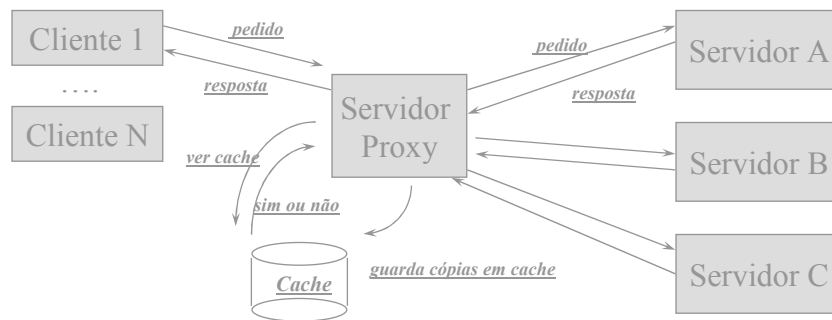 Cliente 1
pedido
resposta
....
Cliente N
Servidor
Proxy
pedido
resposta
Servidor A
Servidor B
Servidor C
ver cache
sim ou não
Cache
guarda cópias em cache